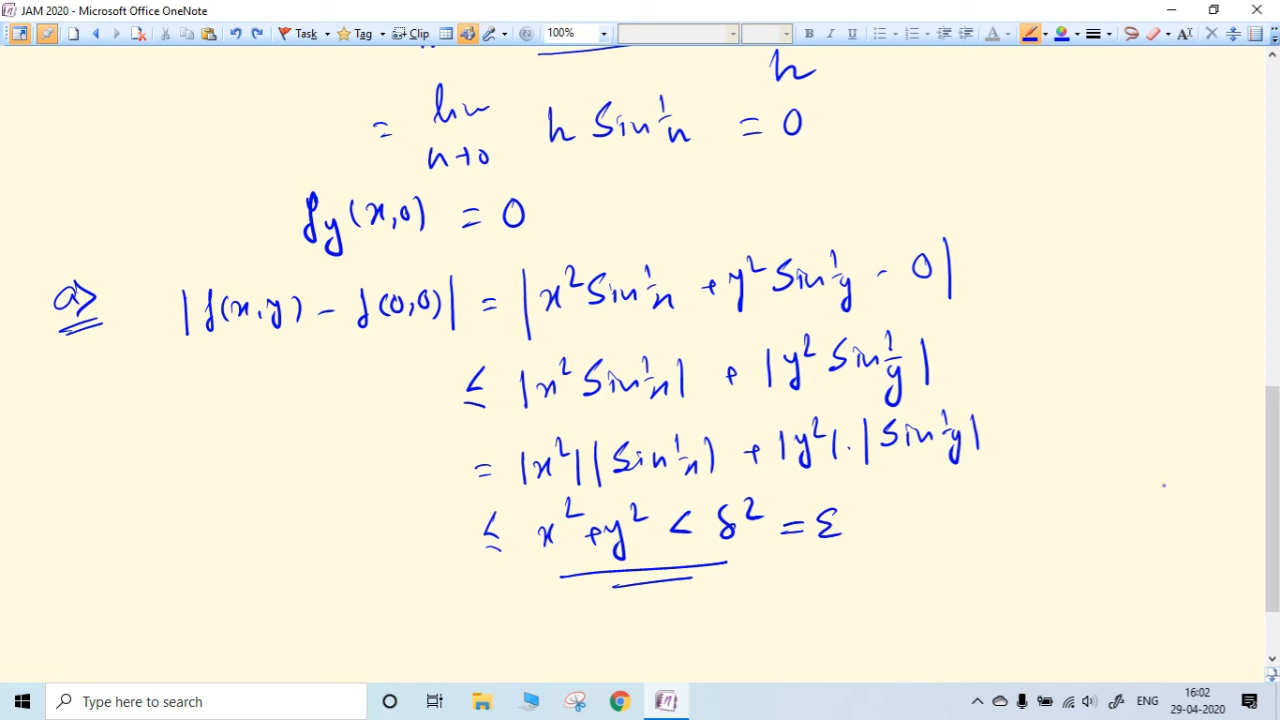 JAM 2020 - Microsoft Office OneNote
Task Tag Clip 100% B I U
h
= lim h Sin 1/h = 0
h→0
fy(x,0) = 0
a> |f(x,y) - f(0,0)| = |x² Sin 1/x + y² Sin 1/y - 0|
≤ |x² Sin 1/x| + |y² Sin 1/y|
= |x²| |Sin 1/x| + |y²|.|Sin 1/y|
≤ x² + y² < δ² = ε
Type here to search
ENG
16:02
29-04-2020